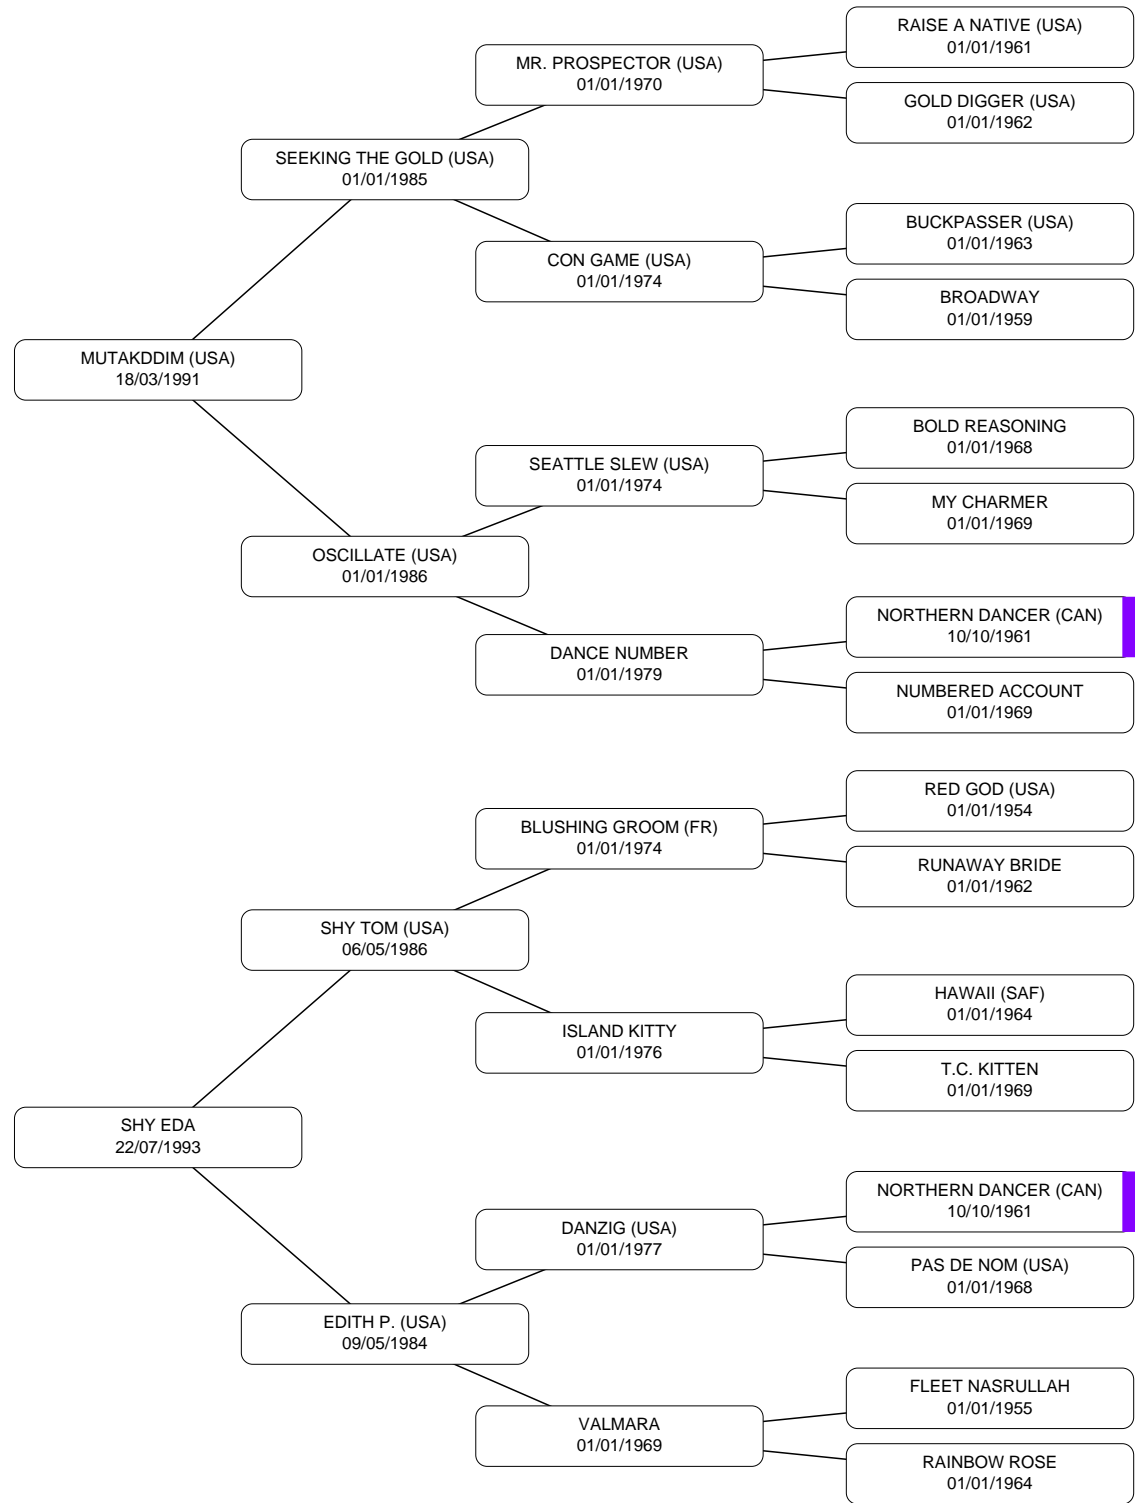 RAISE A NATIVE (USA)
01/01/1961
MR. PROSPECTOR (USA)
01/01/1970
GOLD DIGGER (USA)
01/01/1962
SEEKING THE GOLD (USA)
01/01/1985
BUCKPASSER (USA)
01/01/1963
CON GAME (USA)
01/01/1974
BROADWAY
01/01/1959
MUTAKDDIM (USA)
18/03/1991
BOLD REASONING
01/01/1968
SEATTLE SLEW (USA)
01/01/1974
MY CHARMER
01/01/1969
OSCILLATE (USA)
01/01/1986
NORTHERN DANCER (CAN)
10/10/1961
DANCE NUMBER
01/01/1979
NUMBERED ACCOUNT
01/01/1969
RED GOD (USA)
01/01/1954
BLUSHING GROOM (FR)
01/01/1974
RUNAWAY BRIDE
01/01/1962
SHY TOM (USA)
06/05/1986
HAWAII (SAF)
01/01/1964
ISLAND KITTY
01/01/1976
T.C. KITTEN
01/01/1969
SHY EDA
22/07/1993
NORTHERN DANCER (CAN)
10/10/1961
DANZIG (USA)
01/01/1977
PAS DE NOM (USA)
01/01/1968
EDITH P. (USA)
09/05/1984
FLEET NASRULLAH
01/01/1955
VALMARA
01/01/1969
RAINBOW ROSE
01/01/1964